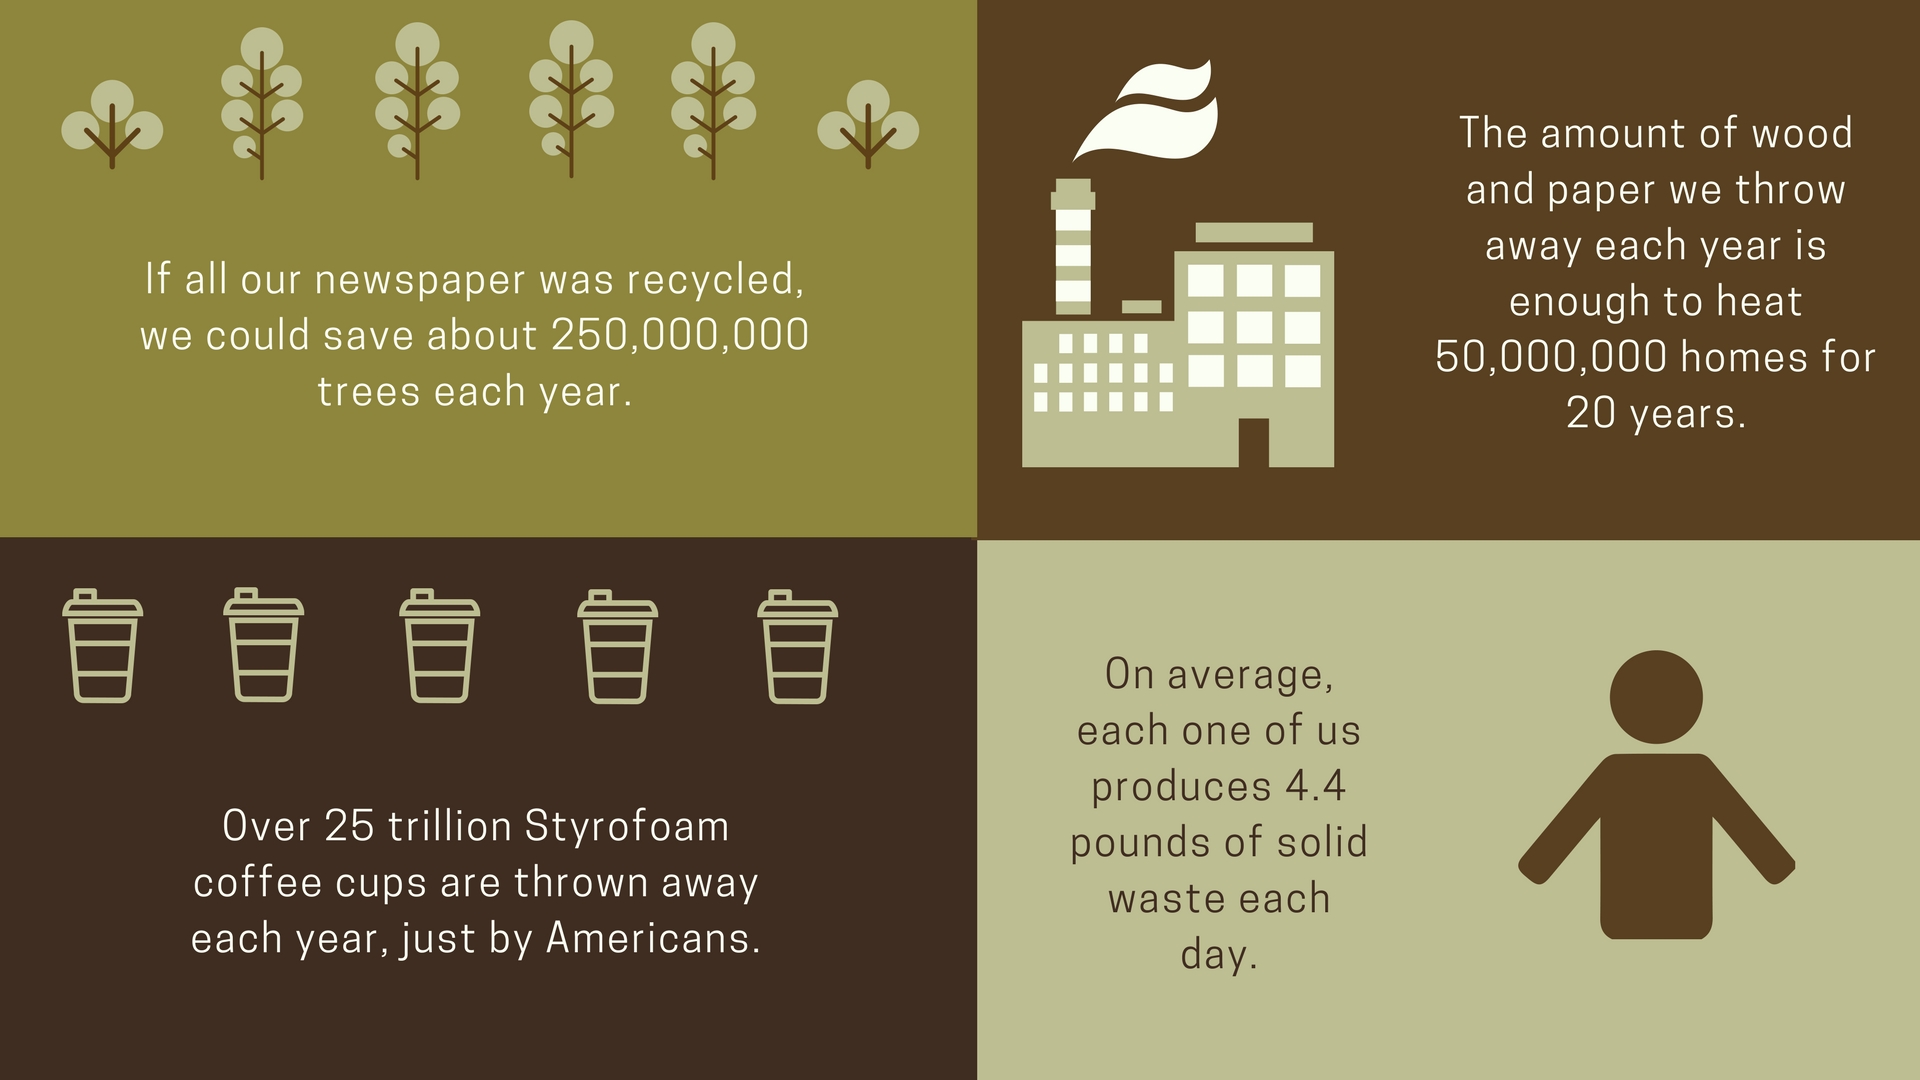 If all our newspaper was recycled,
we could save about 250,000,000
trees each year.
The amount of wood
and paper we throw
away each year is
enough to heat
50,000,000 homes for
20 years.
Over 25 trillion Styrofoam
coffee cups are thrown away
each year, just by Americans.
On average,
each one of us
produces 4.4
pounds of solid
waste each
day.